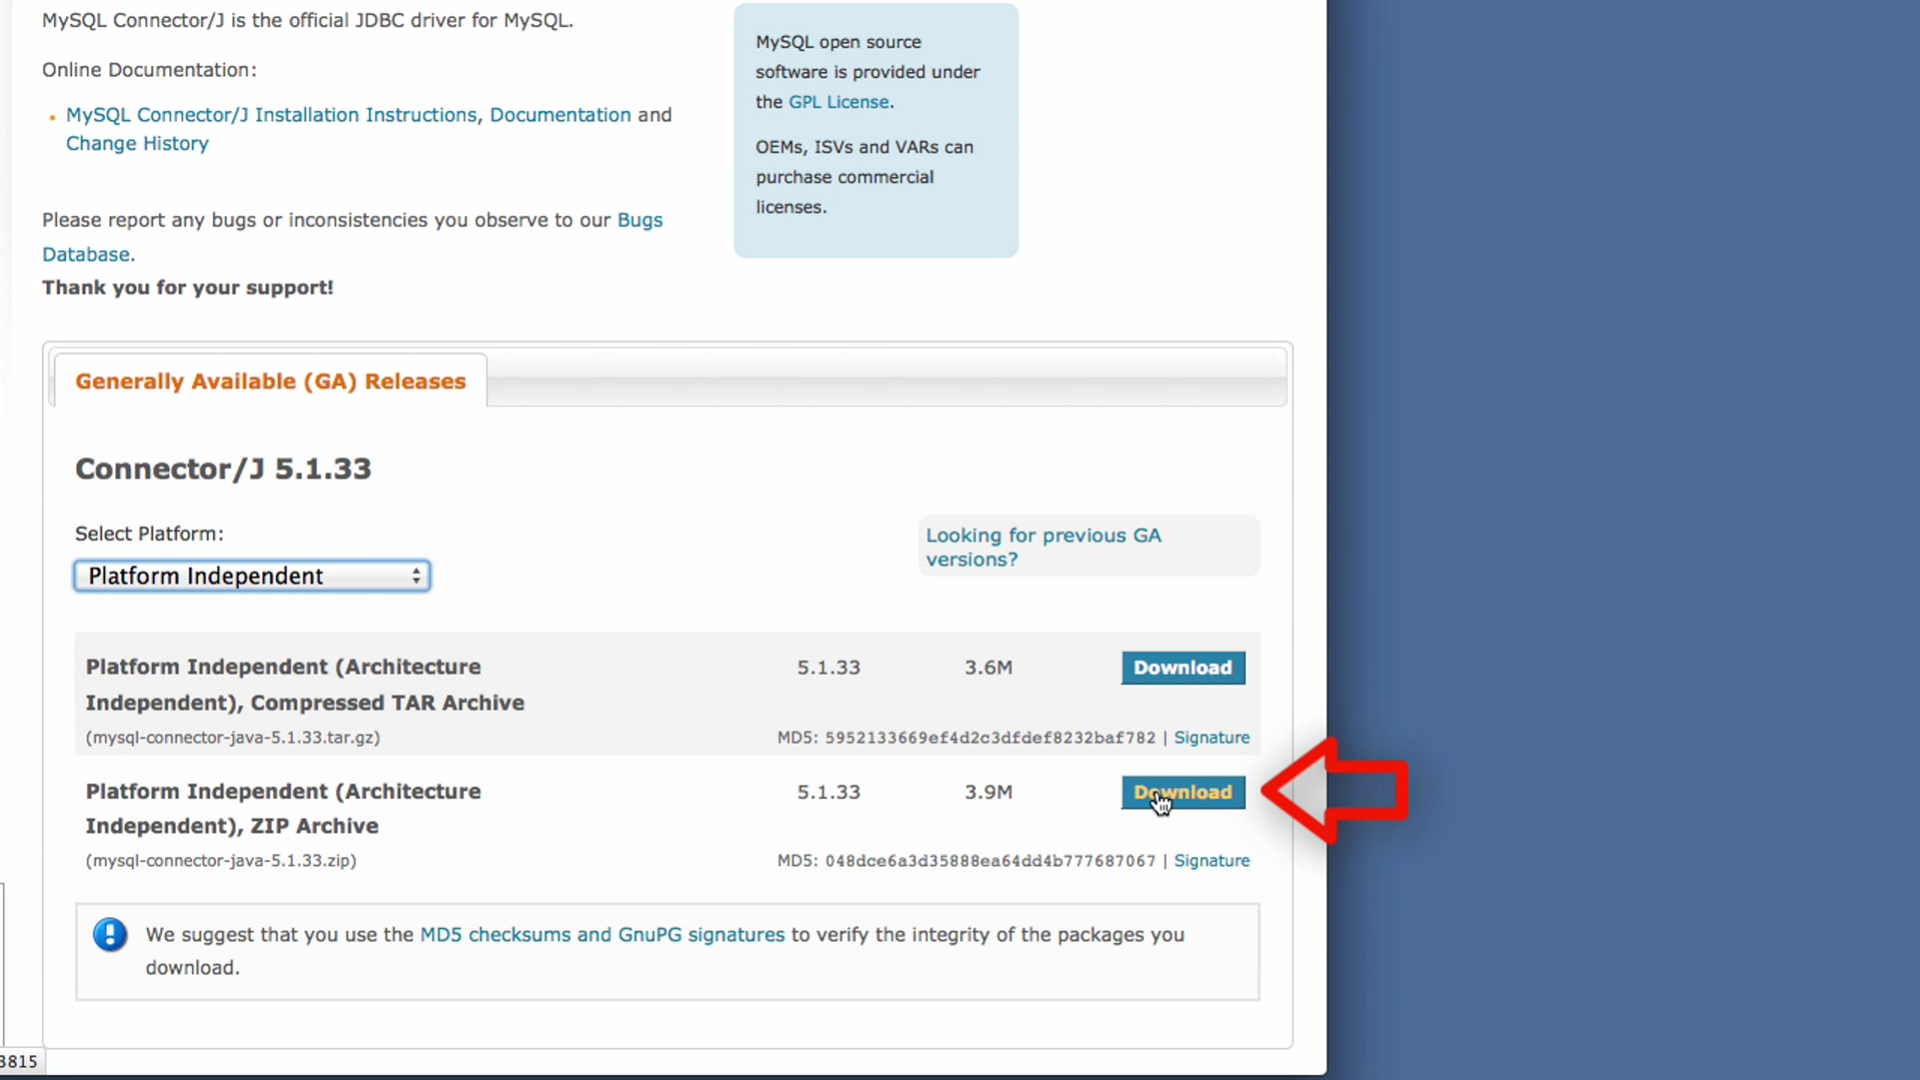 MySQL Connector/J is the official JDBC driver for MySQL.
Online Documentation:
MySQL Connector/J Installation Instructions, Documentation and
Change History
Please report any bugs or inconsistencies you observe to our Bugs
Database.
Thank you for your support!
MySQL open source
software is provided under
the GPL License.
OEMs, ISVs and VARs can
purchase commercial
licenses.
Generally Available (GA) Releases
Connector/J 5.1.33
Select Platform:
Platform Independent
Looking for previous GA
versions?
Platform Independent (Architecture 5.1.33 3.6M Download
Independent), Compressed TAR Archive
(mysql-connector-java-5.1.33.tar.gz) MD5: 5952133669ef4d2c3dfdef8232baf782 | Signature
Platform Independent (Architecture 5.1.33 3.9M Download
Independent), ZIP Archive
(mysql-connector-java-5.1.33.zip) MD5: 048dce6a3d35888ea64dd4b777687067 | Signature
We suggest that you use the MD5 checksums and GnuPG signatures to verify the integrity of the packages you
download.
3815